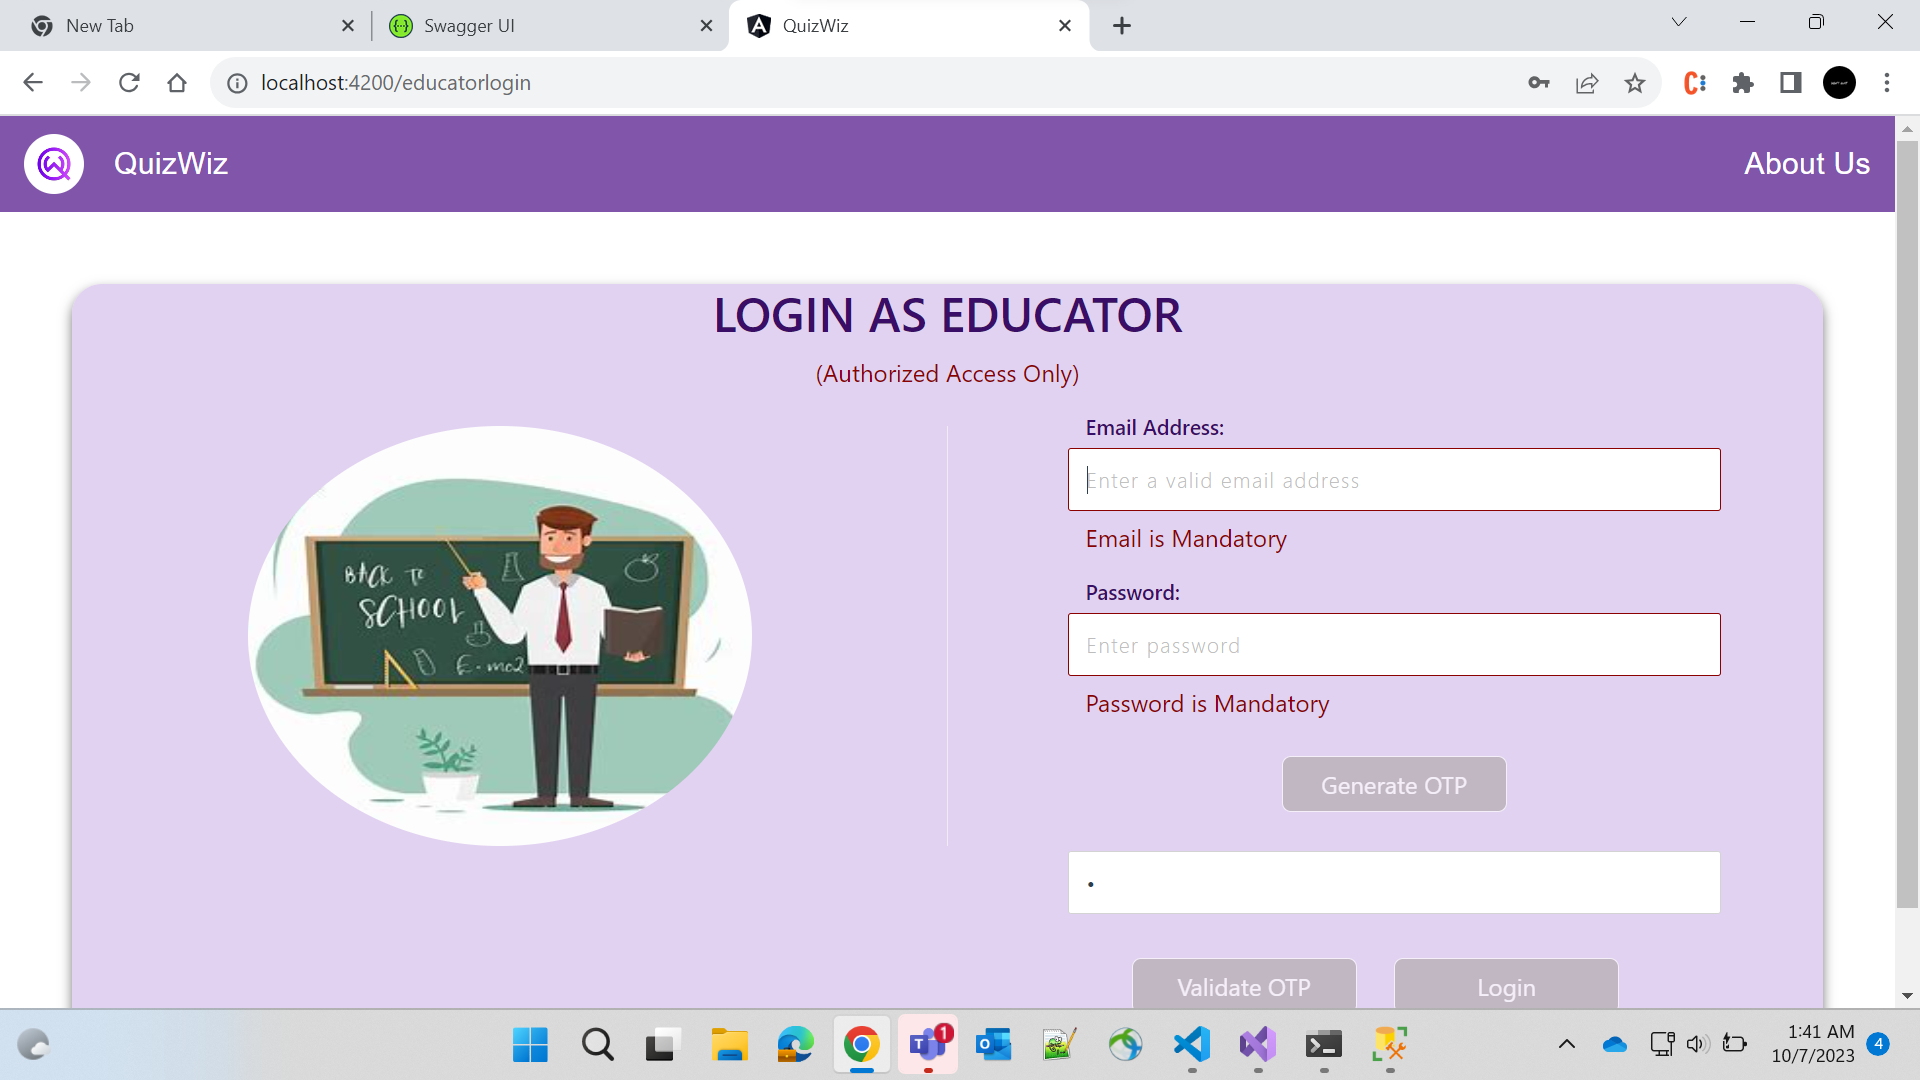 New Tab
Swagger UI
QuizWiz
localhost:4200/educatorlogin
QuizWiz
About Us
LOGIN AS EDUCATOR
(Authorized Access Only)
BACK TO
SCHOOL
E=mc2
Email Address:
Enter a valid email address
Email is Mandatory
Password:
Enter password
Password is Mandatory
Generate OTP
•
Validate OTP
Login
1
1:41 AM
10/7/2023
4